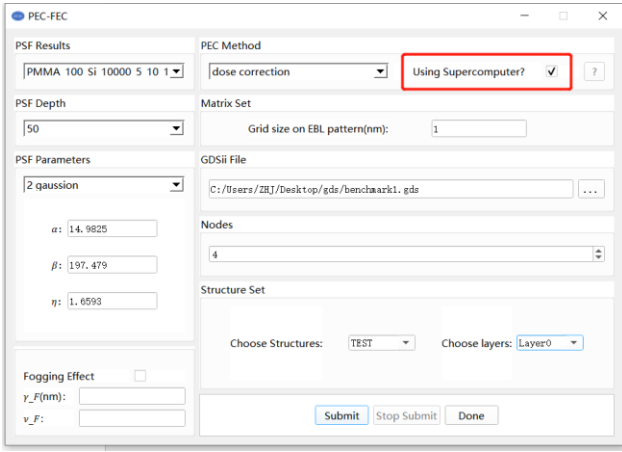 PEC-FEC
PSF Results
PMMA 100 Si 10000 5 10 1
PSF Depth
50
PSF Parameters
2 gaussion
α: 14.9825
β: 197.479
η: 1.6593
Fogging Effect
γ_F(nm):
ν_F:
PEC Method
dose correction
Using Supercomputer?
?
Matrix Set
Grid size on EBL pattern(nm): 1
GDSii File
C:/Users/ZHJ/Desktop/gds/benchmark1.gds
...
Nodes
4
Structure Set
Choose Structures: TEST Choose layers: Layer0
Submit Stop Submit Done